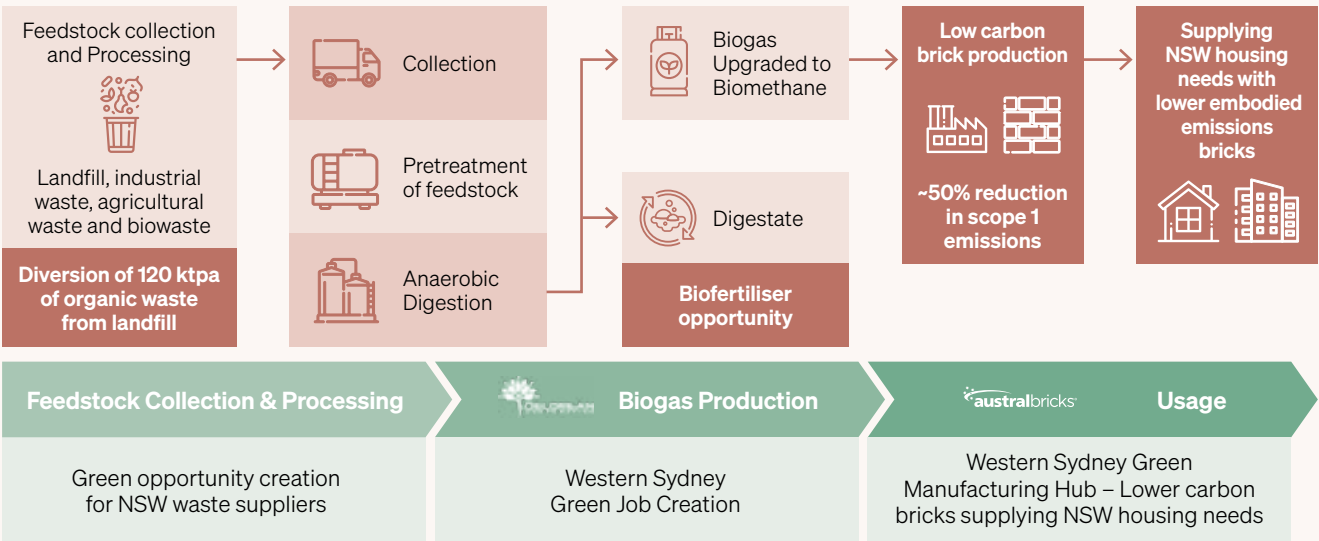 Feedstock collection
and Processing
Landfill, industrial
waste, agricultural
waste and biowaste
Diversion of 120 ktpa
of organic waste
from landfill
Collection
Pretreatment
of feedstock
Anaerobic
Digestion
Biogas
Upgraded to
Biomethane
Digestate
Biofertiliser
opportunity
Low carbon
brick production
~50% reduction
in scope 1
emissions
Supplying
NSW housing
needs with
lower embodied
emissions
bricks
Feedstock Collection & Processing
Biogas Production
australbricks
Usage
Green opportunity creation
for NSW waste suppliers
Western Sydney
Green Job Creation
Western Sydney Green
Manufacturing Hub – Lower carbon
bricks supplying NSW housing needs